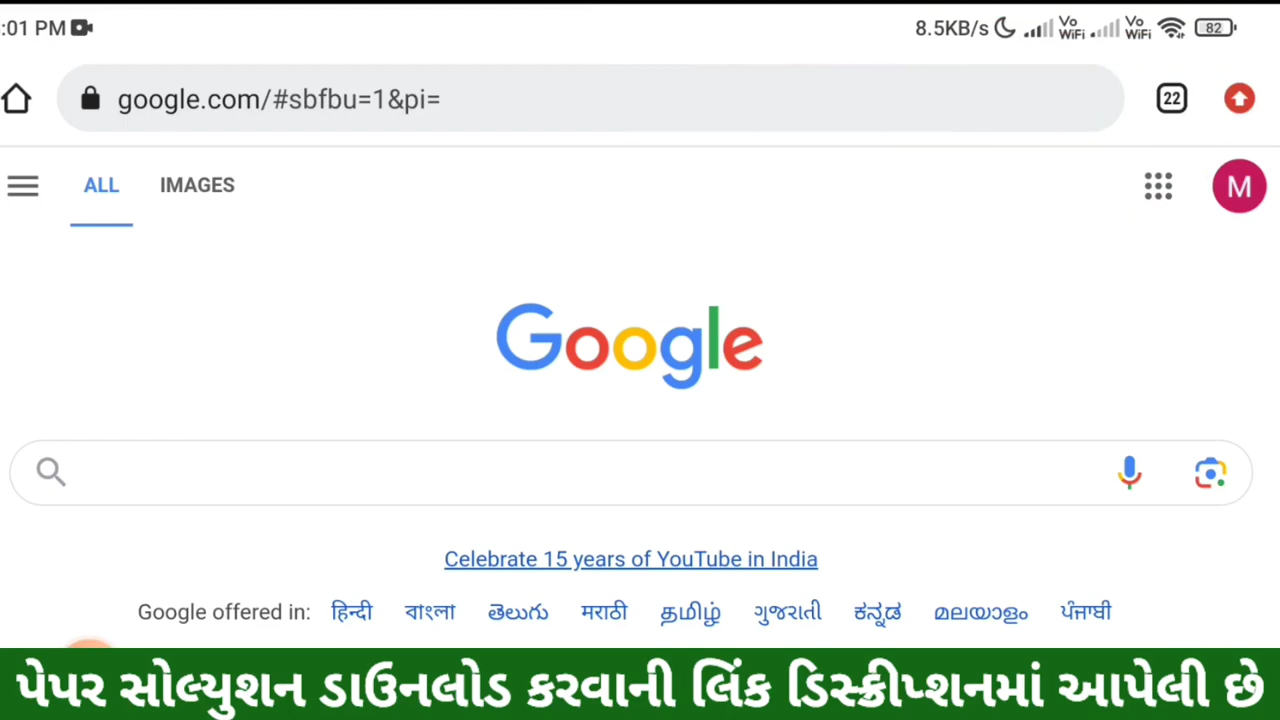 :01 PM 8.5KB/s Vo WiFi Vo WiFi 82
google.com/#sbfbu=1&pi= 22
ALL IMAGES M
Google
Celebrate 15 years of YouTube in India
Google offered in: हिन्दी বাংলা తెలుగు मराठी தமிழ் ગુજરાતી ಕನ್ನಡ മലയാളം ਪੰਜਾਬੀ
પેપર સોલ્યુશન ડાઉનલોડ કરવાની લિંક ડિસ્ક્રીપ્શનમાં આપેલી છે